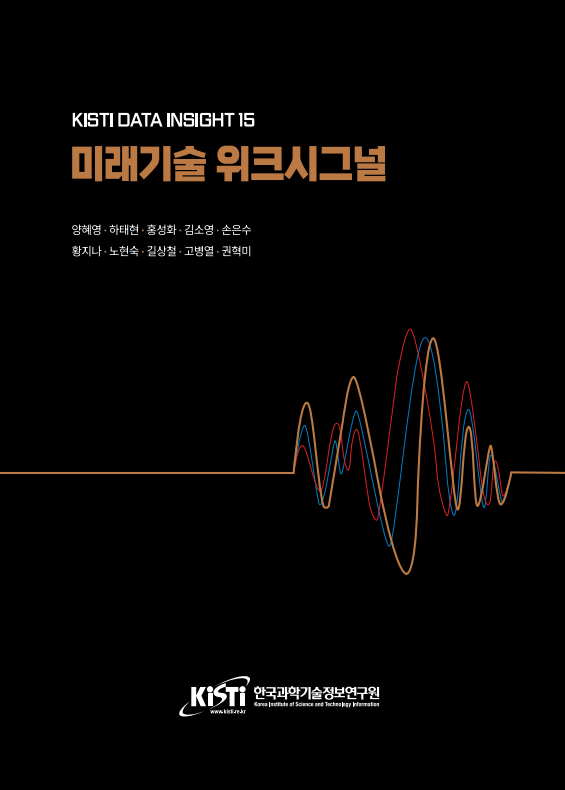 KISTI DATA INSIGHT 15
미래기술 위크시그널
양혜영 · 하태현 · 홍성화 · 김소영 · 손은수
황지나 · 노현숙 · 길상철 · 고병열 · 권혁미
KiSTi 한국과학기술정보연구원
www.kisti.re.kr Korea Institute of Science and Technology Information